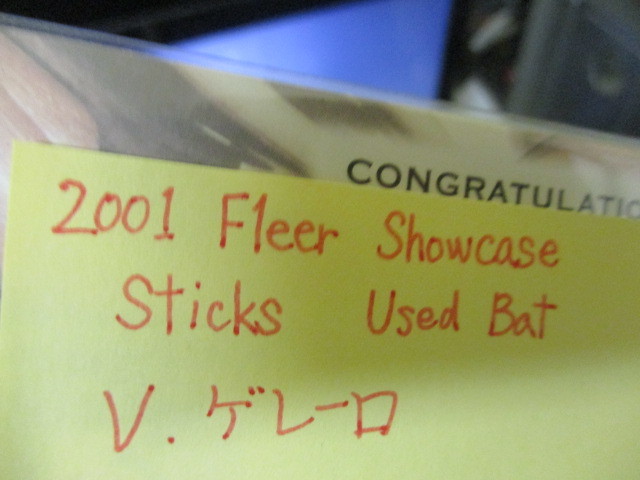 CONGRATULATIO
2001 Fleer Showcase
Sticks Used Bat
V. ゲレーロ